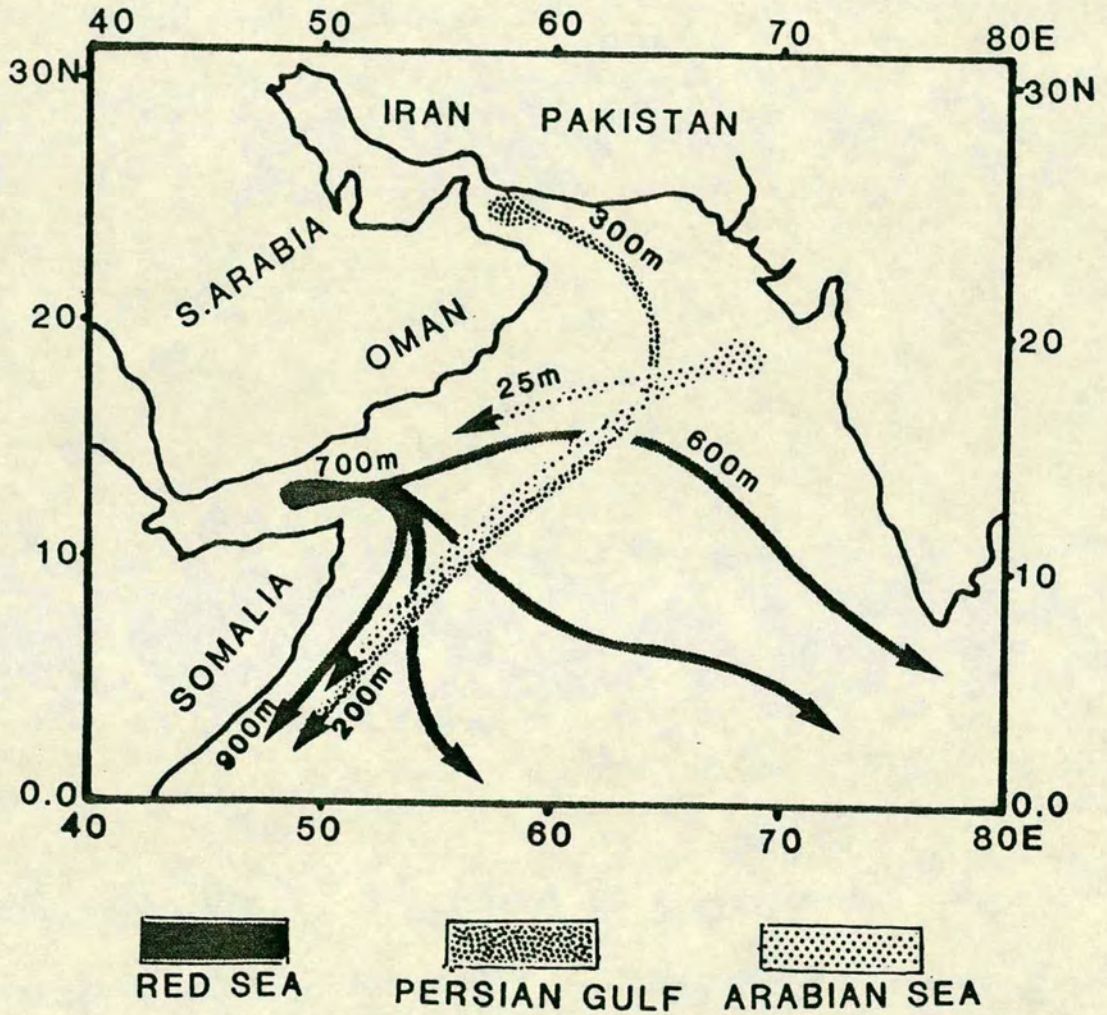 40 50 60 70 80E
30N 30N
IRAN PAKISTAN
S.ARABIA
300m
OMAN
20 20
25m
700m
600m
10 10
SOMALIA
900m
200m
0.0 0.0
40 50 60 70 80E
RED SEA PERSIAN GULF ARABIAN SEA